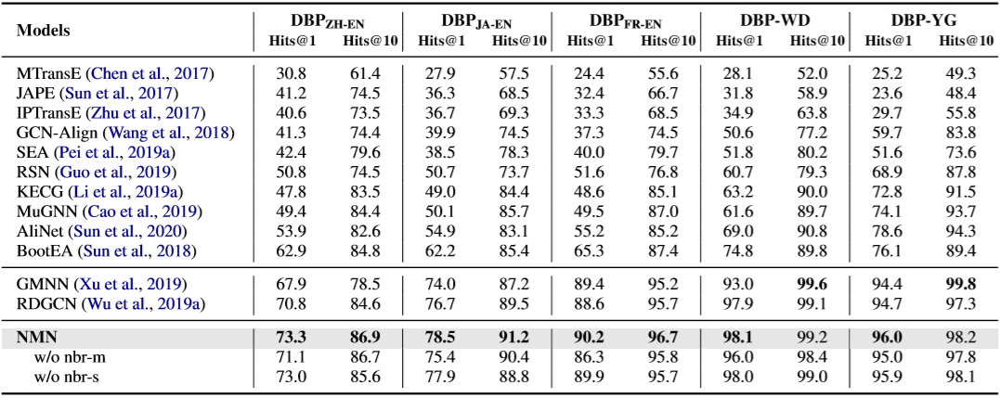 Models DBP_ZH-EN DBP_JA-EN DBP_FR-EN DBP-WD DBP-YG
Hits@1 Hits@10 Hits@1 Hits@10 Hits@1 Hits@10 Hits@1 Hits@10 Hits@1 Hits@10
MTransE (Chen et al., 2017) 30.8 61.4 27.9 57.5 24.4 55.6 28.1 52.0 25.2 49.3
JAPE (Sun et al., 2017) 41.2 74.5 36.3 68.5 32.4 66.7 31.8 58.9 23.6 48.4
IPTransE (Zhu et al., 2017) 40.6 73.5 36.7 69.3 33.3 68.5 34.9 63.8 29.7 55.8
GCN-Align (Wang et al., 2018) 41.3 74.4 39.9 74.5 37.3 74.5 50.6 77.2 59.7 83.8
SEA (Pei et al., 2019a) 42.4 79.6 38.5 78.3 40.0 79.7 51.8 80.2 51.6 73.6
RSN (Guo et al., 2019) 50.8 74.5 50.7 73.7 51.6 76.8 60.7 79.3 68.9 87.8
KECG (Li et al., 2019a) 47.8 83.5 49.0 84.4 48.6 85.1 63.2 90.0 72.8 91.5
MuGNN (Cao et al., 2019) 49.4 84.4 50.1 85.7 49.5 87.0 61.6 89.7 74.1 93.7
AliNet (Sun et al., 2020) 53.9 82.6 54.9 83.1 55.2 85.2 69.0 90.8 78.6 94.3
BootEA (Sun et al., 2018) 62.9 84.8 62.2 85.4 65.3 87.4 74.8 89.8 76.1 89.4
GMNN (Xu et al., 2019) 67.9 78.5 74.0 87.2 89.4 95.2 93.0 99.6 94.4 99.8
RDGCN (Wu et al., 2019a) 70.8 84.6 76.7 89.5 88.6 95.7 97.9 99.1 94.7 97.3
NMN 73.3 86.9 78.5 91.2 90.2 96.7 98.1 99.2 96.0 98.2
w/o nbr-m 71.1 86.7 75.4 90.4 86.3 95.8 96.0 98.4 95.0 97.8
w/o nbr-s 73.0 85.6 77.9 88.8 89.9 95.7 98.0 99.0 95.9 98.1